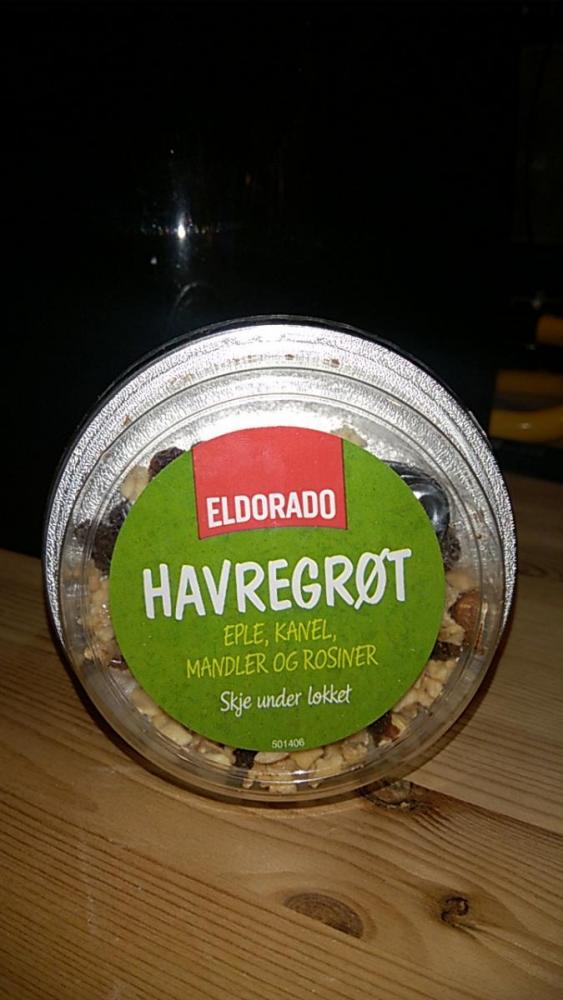 ELDORADO
HAVREGRØT
EPLE, KANEL,
MANDLER OG ROSINER
Skje under lokket
501406